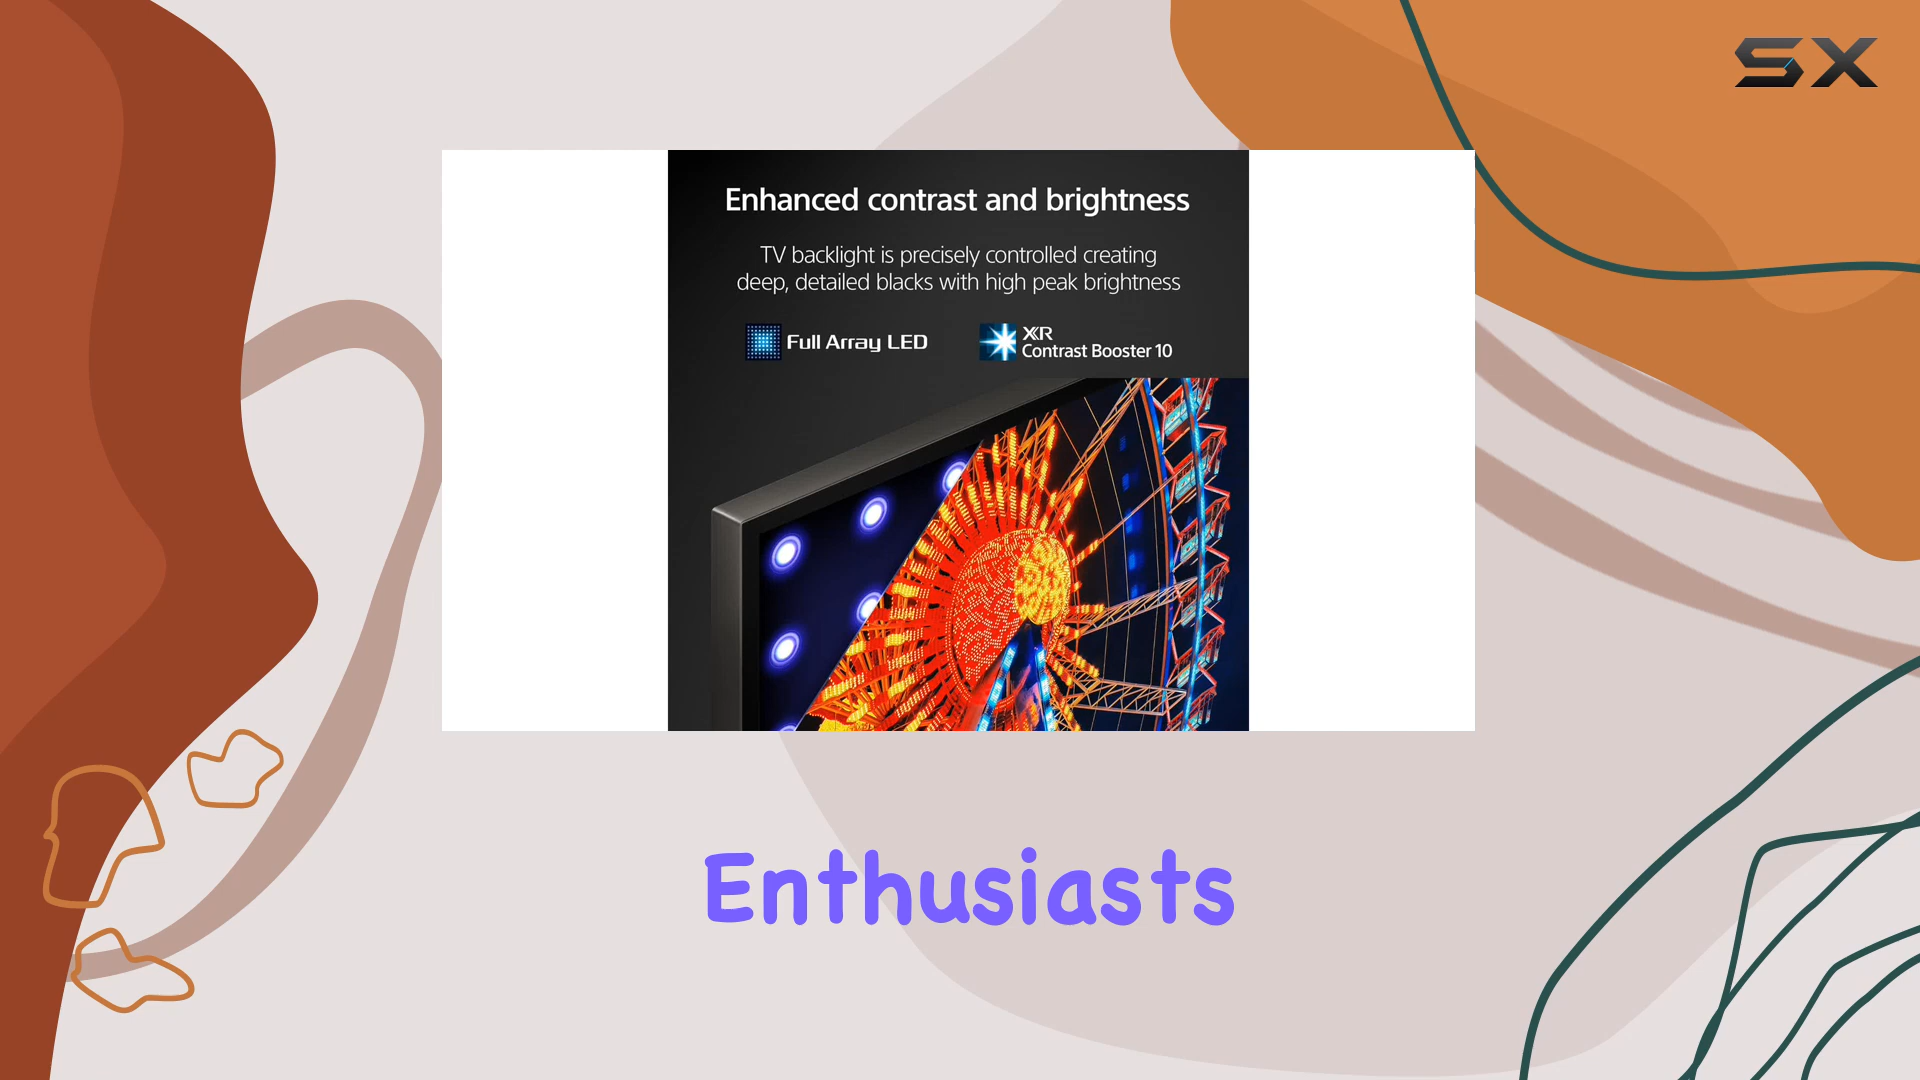 SX
Enhanced contrast and brightness
TV backlight is precisely controlled creating
deep, detailed blacks with high peak brightness
Full Array LED
XR
Contrast Booster 10
Enthusiasts